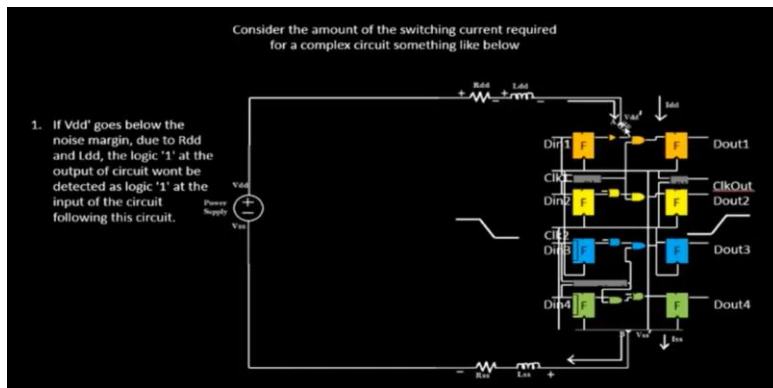 Consider the amount of the switching current required
for a complex circuit something like below
1. If Vdd' goes below the
noise margin, due to Rdd
and Ldd, the logic '1' at the
output of circuit wont be
detected as logic '1' at the
input of the circuit
following this circuit.
Rdd
Ldd
+
+
Idd
Vdd'
A
Din1
F
F
Dout1
Vdd
Power
Supply
Vss
Clk1
ClkOut
Din2
F
F
Dout2
Clk2
Din3
F
F
Dout3
Din4
F
F
Dout4
B
Vss'
Iss
Rss
Lss
+